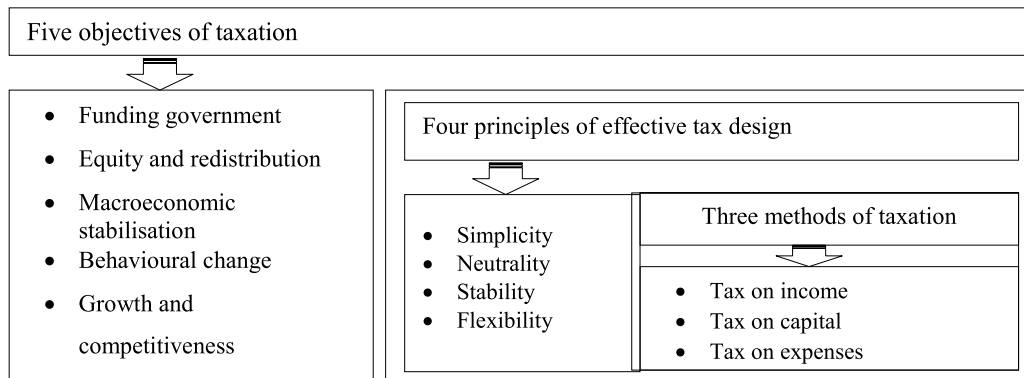 Five objectives of taxation
• Funding government
• Equity and redistribution
• Macroeconomic
stabilisation
• Behavioural change
• Growth and
competitiveness
Four principles of effective tax design
• Simplicity
• Neutrality
• Stability
• Flexibility
Three methods of taxation
• Tax on income
• Tax on capital
• Tax on expenses